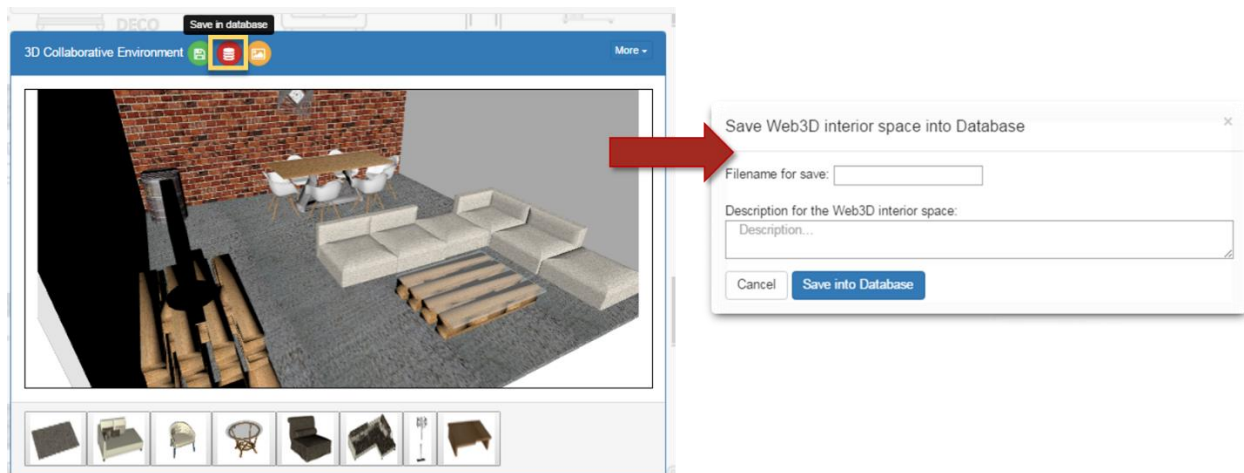 DECO
Save in database
3D Collaborative Environment
More
Save Web3D interior space into Database
×
Filename for save:
Description for the Web3D interior space:
Description...
Cancel
Save into Database